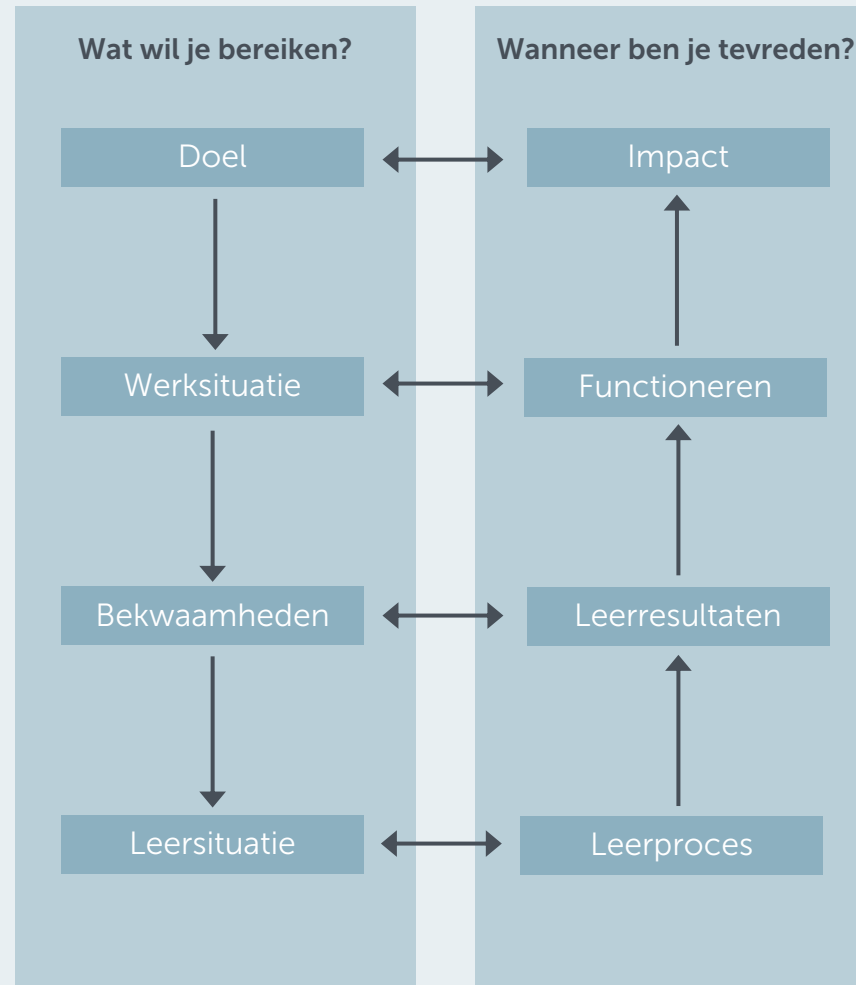 Wat wil je bereiken?
Wanneer ben je tevreden?
Doel
Impact
Werksituatie
Functioneren
Bekwaamheden
Leerresultaten
Leersituatie
Leerproces